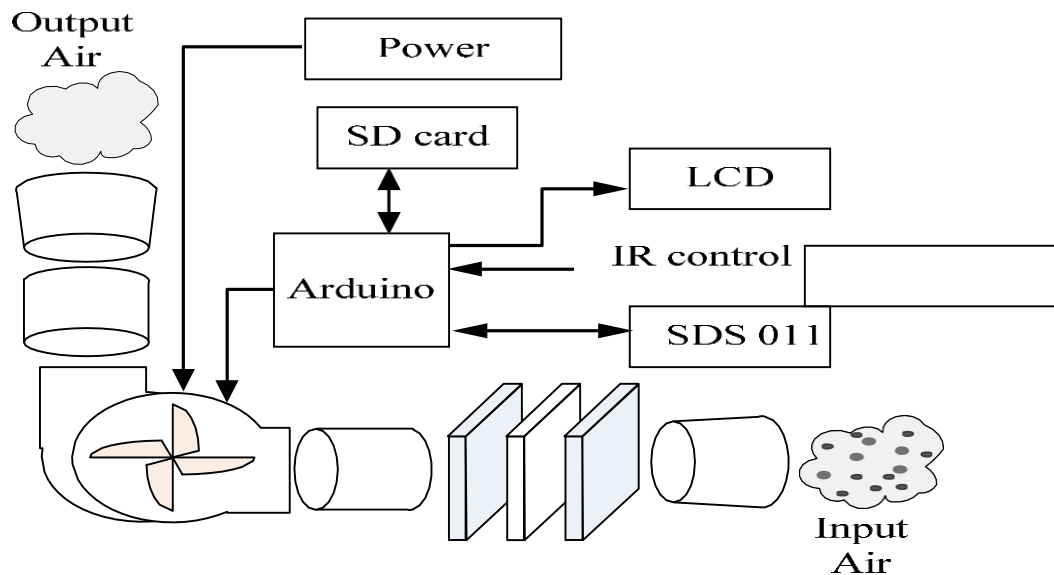 Output
Air
Power
SD card
LCD
IR control
Arduino
SDS 011
Input
Air